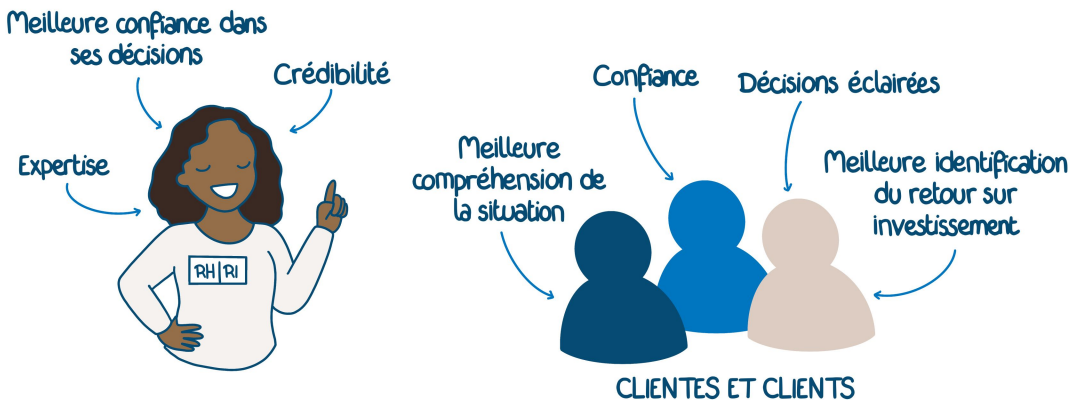 Meilleure confiance dans
ses décisions
Crédibilité
Expertise
RH|RI
Confiance
Décisions éclairées
Meilleure
compréhension de
la situation
Meilleure identification
du retour sur
investissement
CLIENTES ET CLIENTS